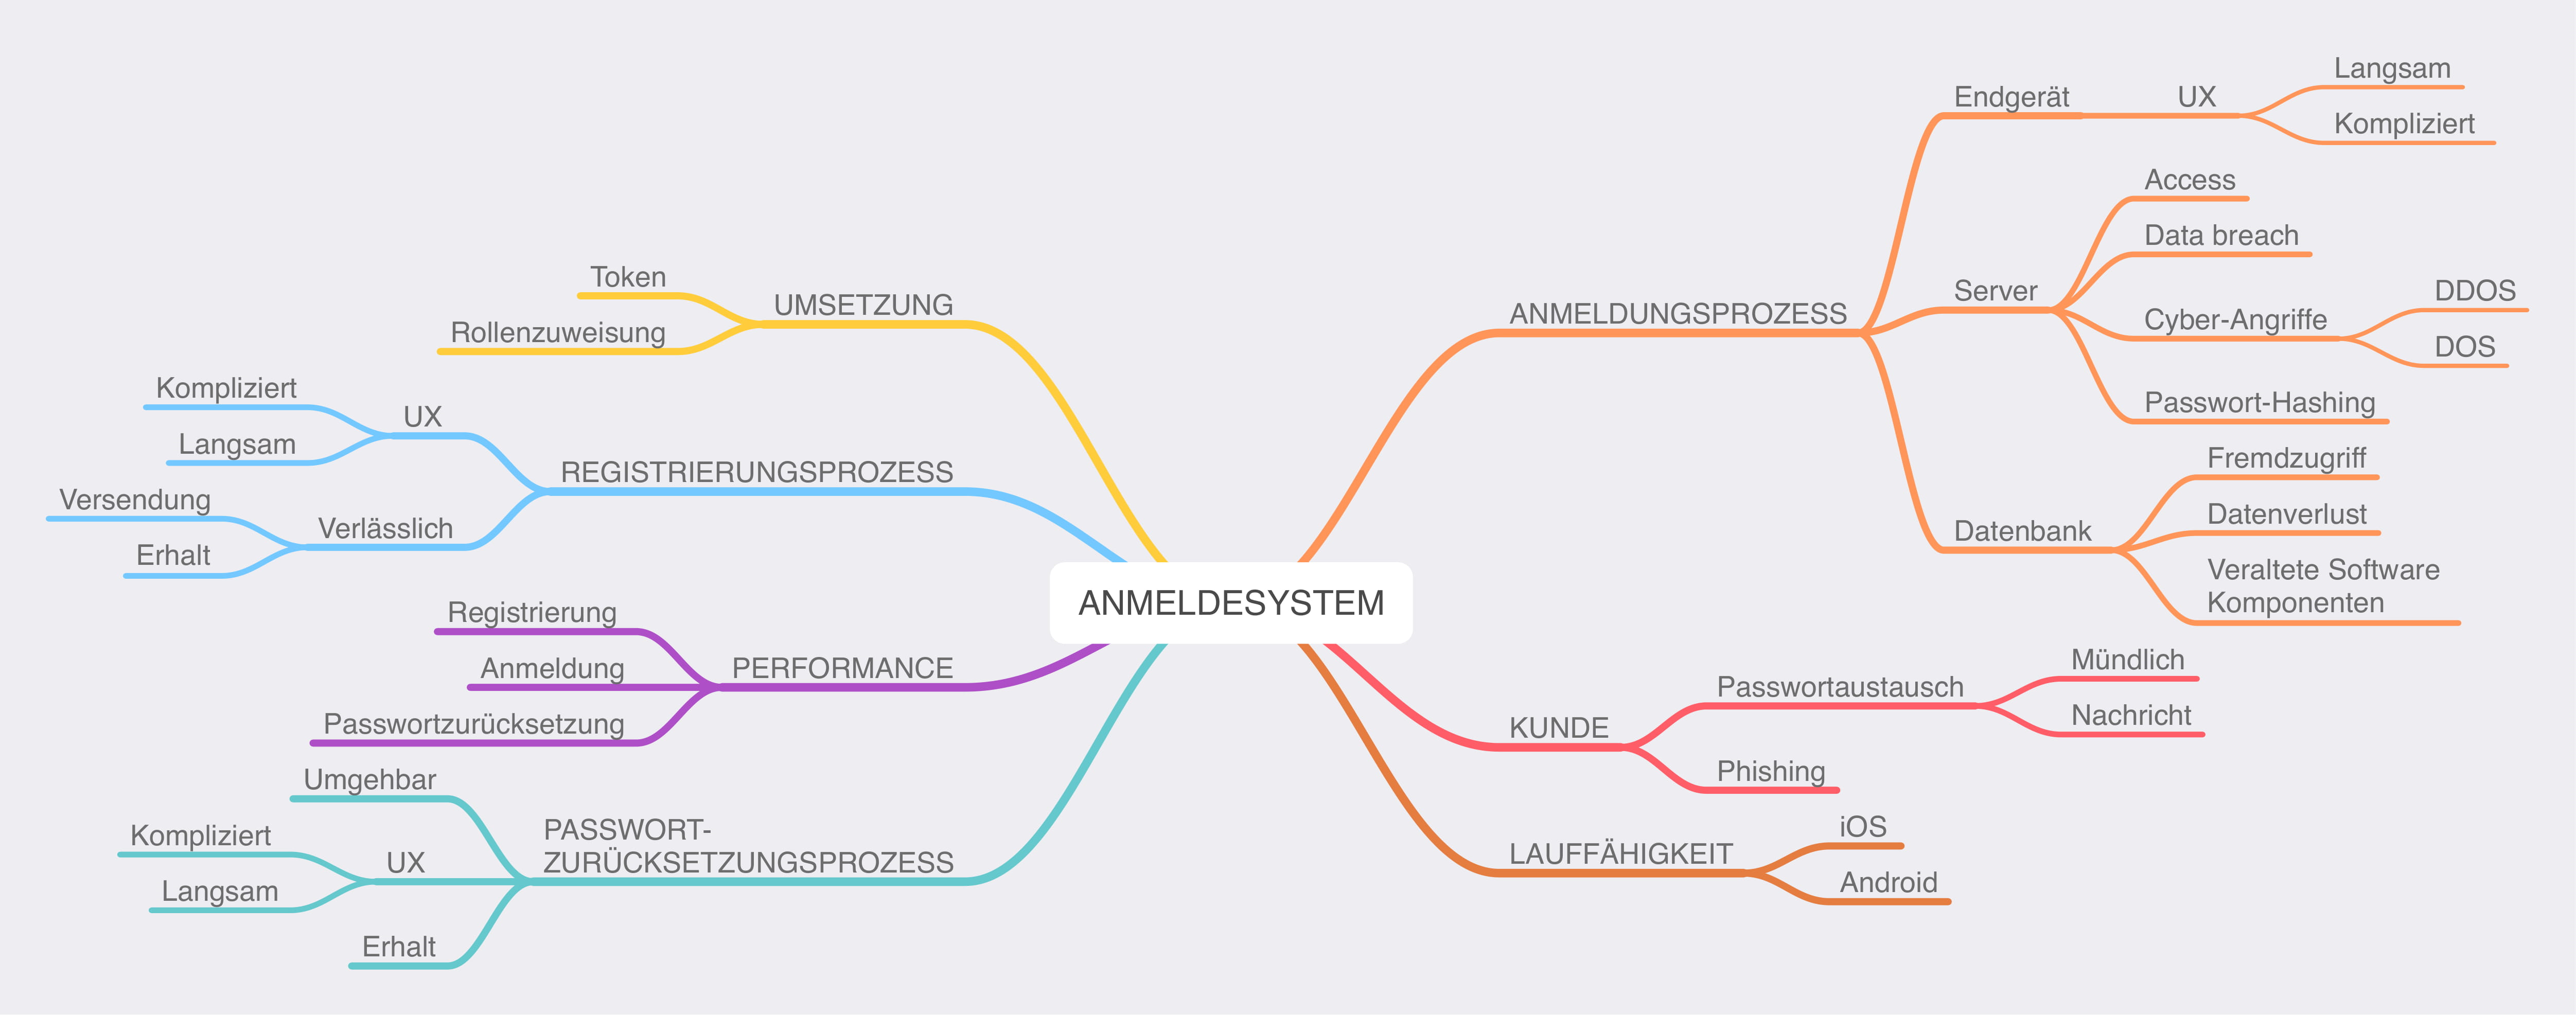 ANMELDESYSTEM
UMSETZUNG
Token
Rollenzuweisung
REGISTRIERUNGSPROZESS
UX
Kompliziert
Langsam
Verlässlich
Versendung
Erhalt
PERFORMANCE
Registrierung
Anmeldung
Passwortzurücksetzung
PASSWORT-
ZURÜCKSETZUNGSPROZESS
Umgehbar
UX
Kompliziert
Langsam
Erhalt
ANMELDUNGSPROZESS
Endgerät
UX
Langsam
Kompliziert
Server
Access
Data breach
Cyber-Angriffe
DDOS
DOS
Passwort-Hashing
Datenbank
Fremdzugriff
Datenverlust
Veraltete Software
Komponenten
KUNDE
Passwortaustausch
Mündlich
Nachricht
Phishing
LAUFFÄHIGKEIT
iOS
Android